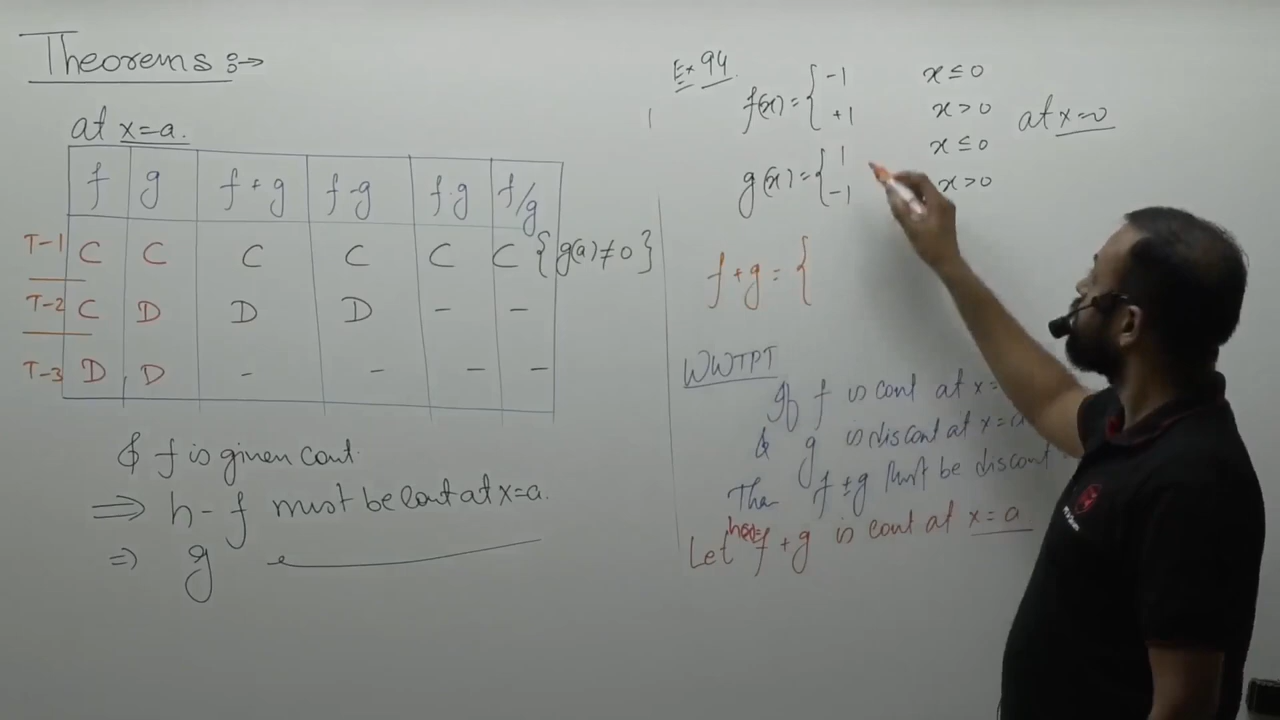 Theorems :→
at x=a.
f g f+g f-g f·g f/g
T-1 C C C C C C {g(a)≠0}
T-2 C D D D - -
T-3 D D - - - -
& f is given cont.
⇒ h-f must be cont at x=a.
⇒ g
Ex 94.
f(x) = { -1 x≤0
+1 x>0 at x=0
g(x) = { 1 x≤0
-1 x>0
f+g = {
WWTPT
If f is cont at x=
& g is discont at x=a
Then f±g Must be discont
h(x)=
Let f+g is cont at x=a